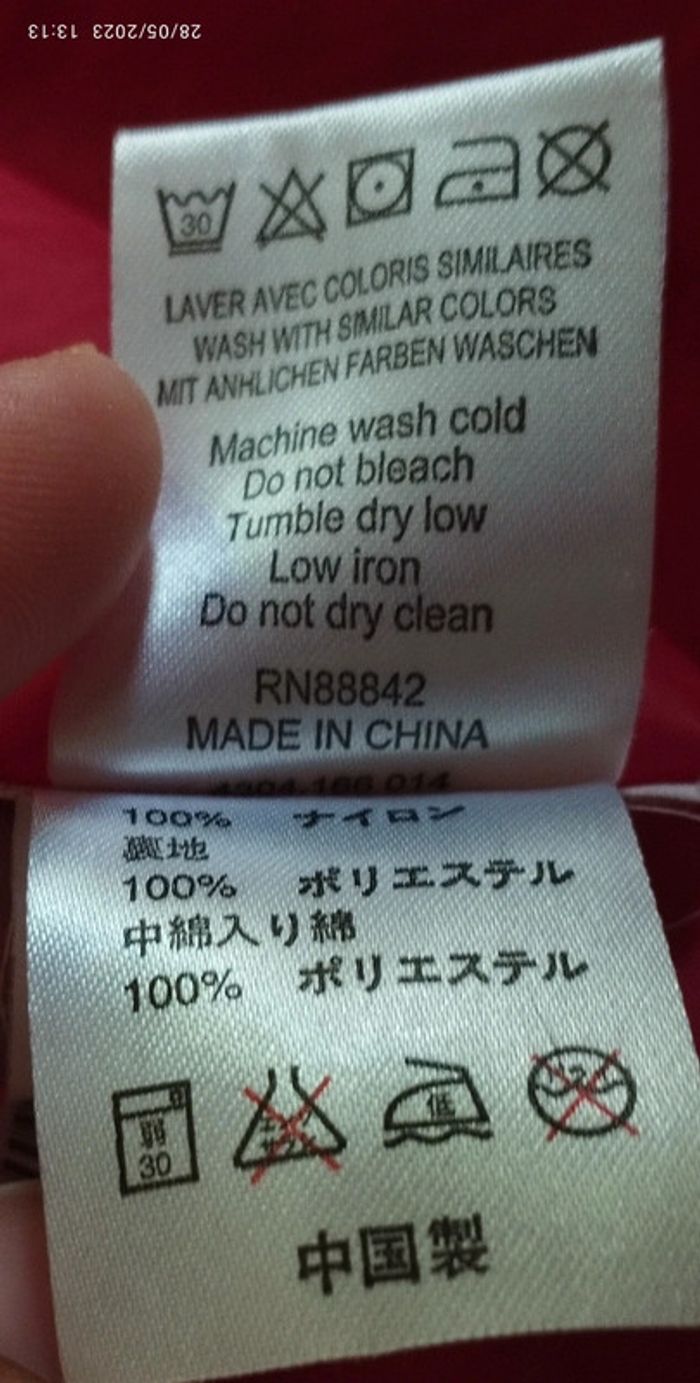 28/05/2023 13:13
30
LAVER AVEC COLORIS SIMILAIRES
WASH WITH SIMILAR COLORS
MIT ANHLICHEN FARBEN WASCHEN
Machine wash cold
Do not bleach
Tumble dry low
Low iron
Do not dry clean
RN88842
MADE IN CHINA
100% ナイロン
裏地
100% ポリエステル
中綿入り綿
100% ポリエステル
弱 30
低
中国製